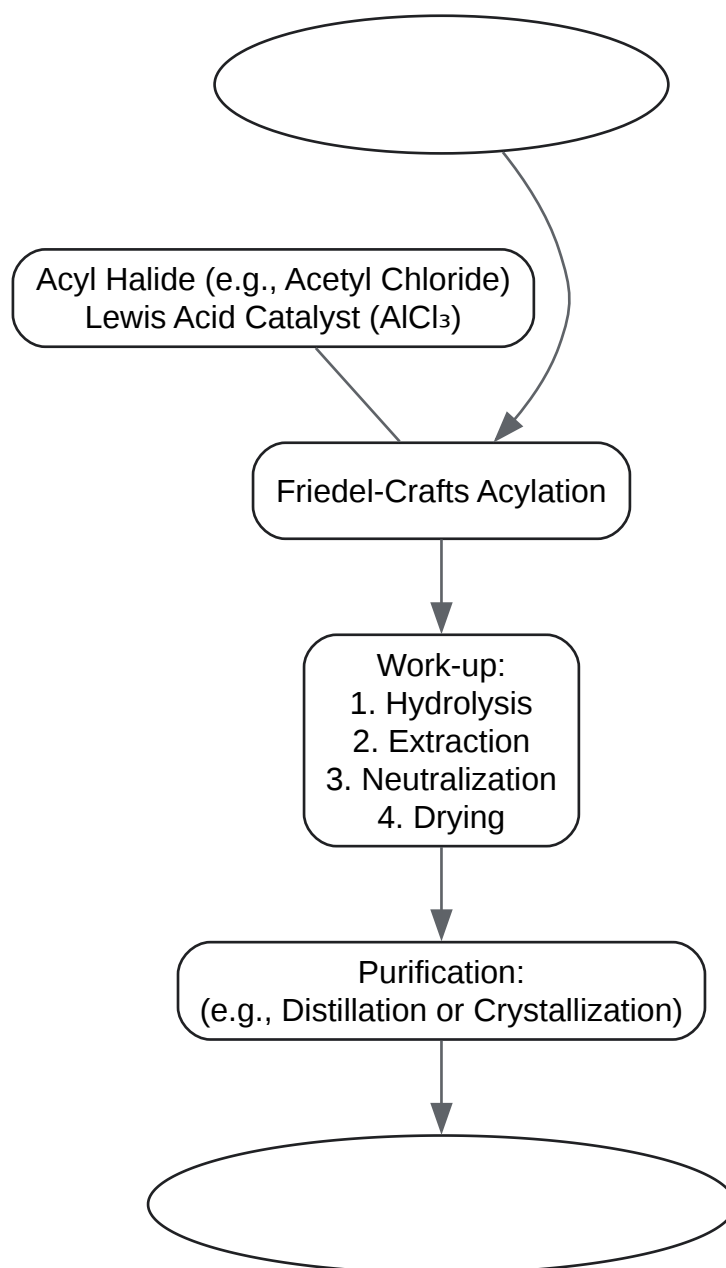 Acyl Halide (e.g., Acetyl Chloride)
Lewis Acid Catalyst (AlCl₃)
Friedel-Crafts Acylation
Work-up:
1. Hydrolysis
2. Extraction
3. Neutralization
4. Drying
Purification:
(e.g., Distillation or Crystallization)